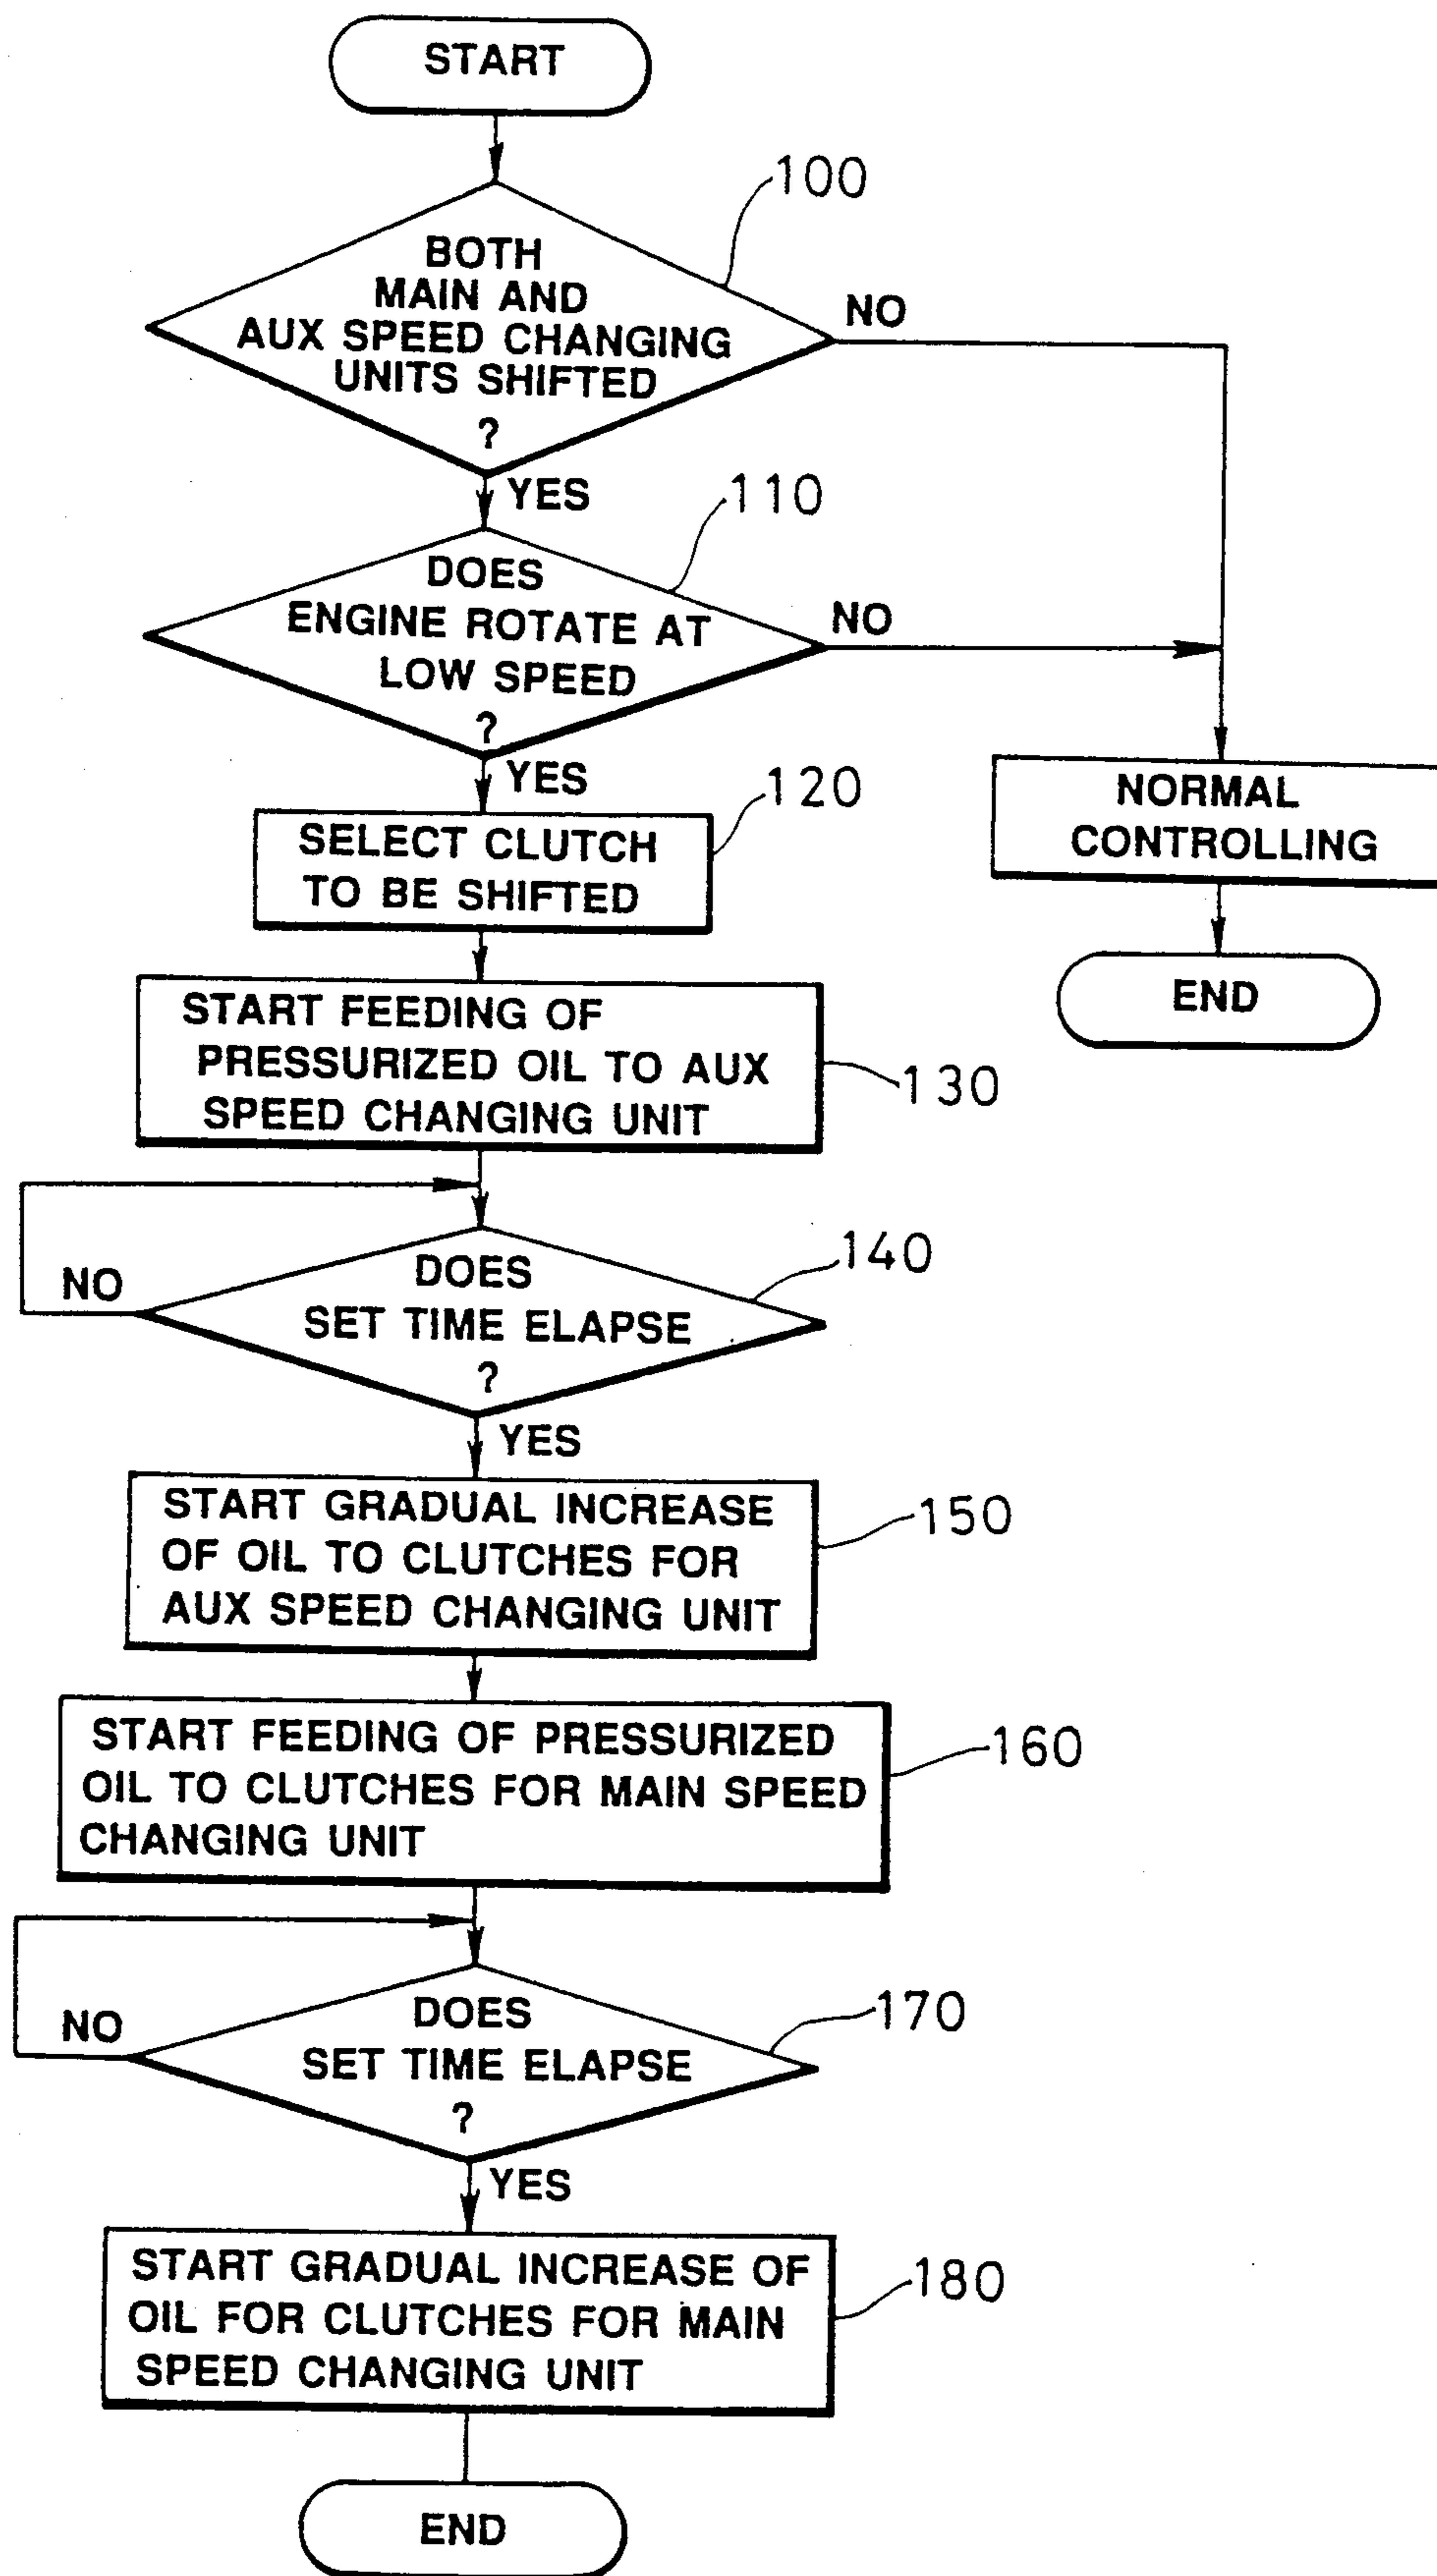 START
100
BOTH
MAIN AND
AUX SPEED CHANGING
UNITS SHIFTED
?
NO
YES
110
DOES
ENGINE ROTATE AT
LOW SPEED
?
NO
YES
NORMAL
CONTROLLING
END
120
SELECT CLUTCH
TO BE SHIFTED
START FEEDING OF
PRESSURIZED OIL TO AUX
SPEED CHANGING UNIT
130
140
DOES
SET TIME ELAPSE
?
NO
YES
START GRADUAL INCREASE
OF OIL TO CLUTCHES FOR
AUX SPEED CHANGING UNIT
150
START FEEDING OF PRESSURIZED
OIL TO CLUTCHES FOR MAIN SPEED
CHANGING UNIT
160
170
DOES
SET TIME ELAPSE
?
NO
YES
START GRADUAL INCREASE OF
OIL FOR CLUTCHES FOR MAIN
SPEED CHANGING UNIT
180
END